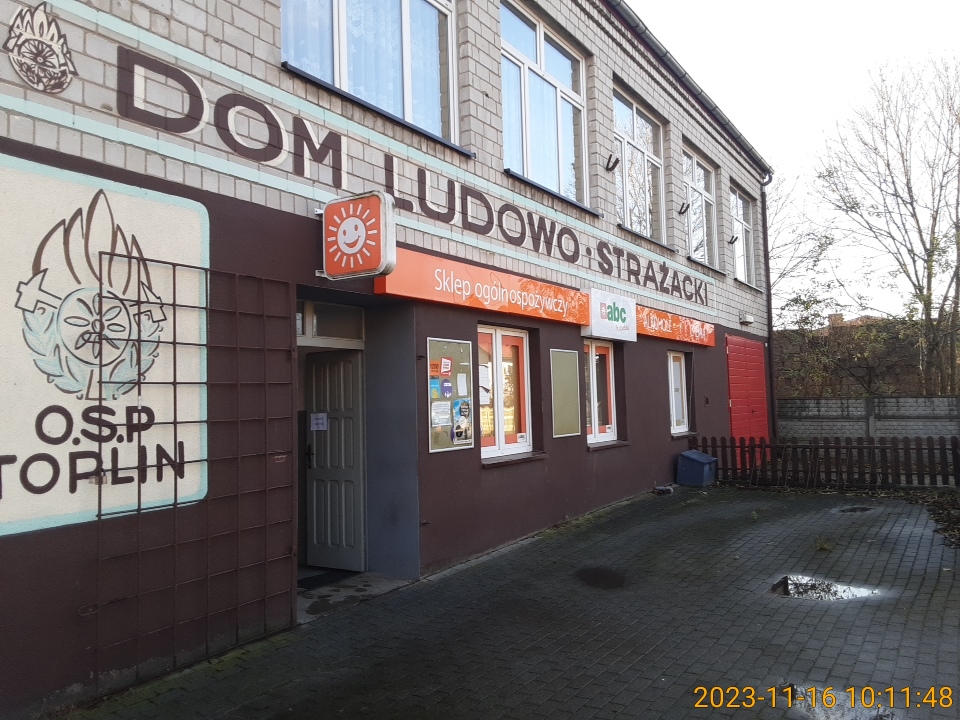 DOM LUDOWO-STRAŻACKI
Sklep ogólnospożywczy
abc
O.S.P
TOPLIN
2023-11-16 10:11:48